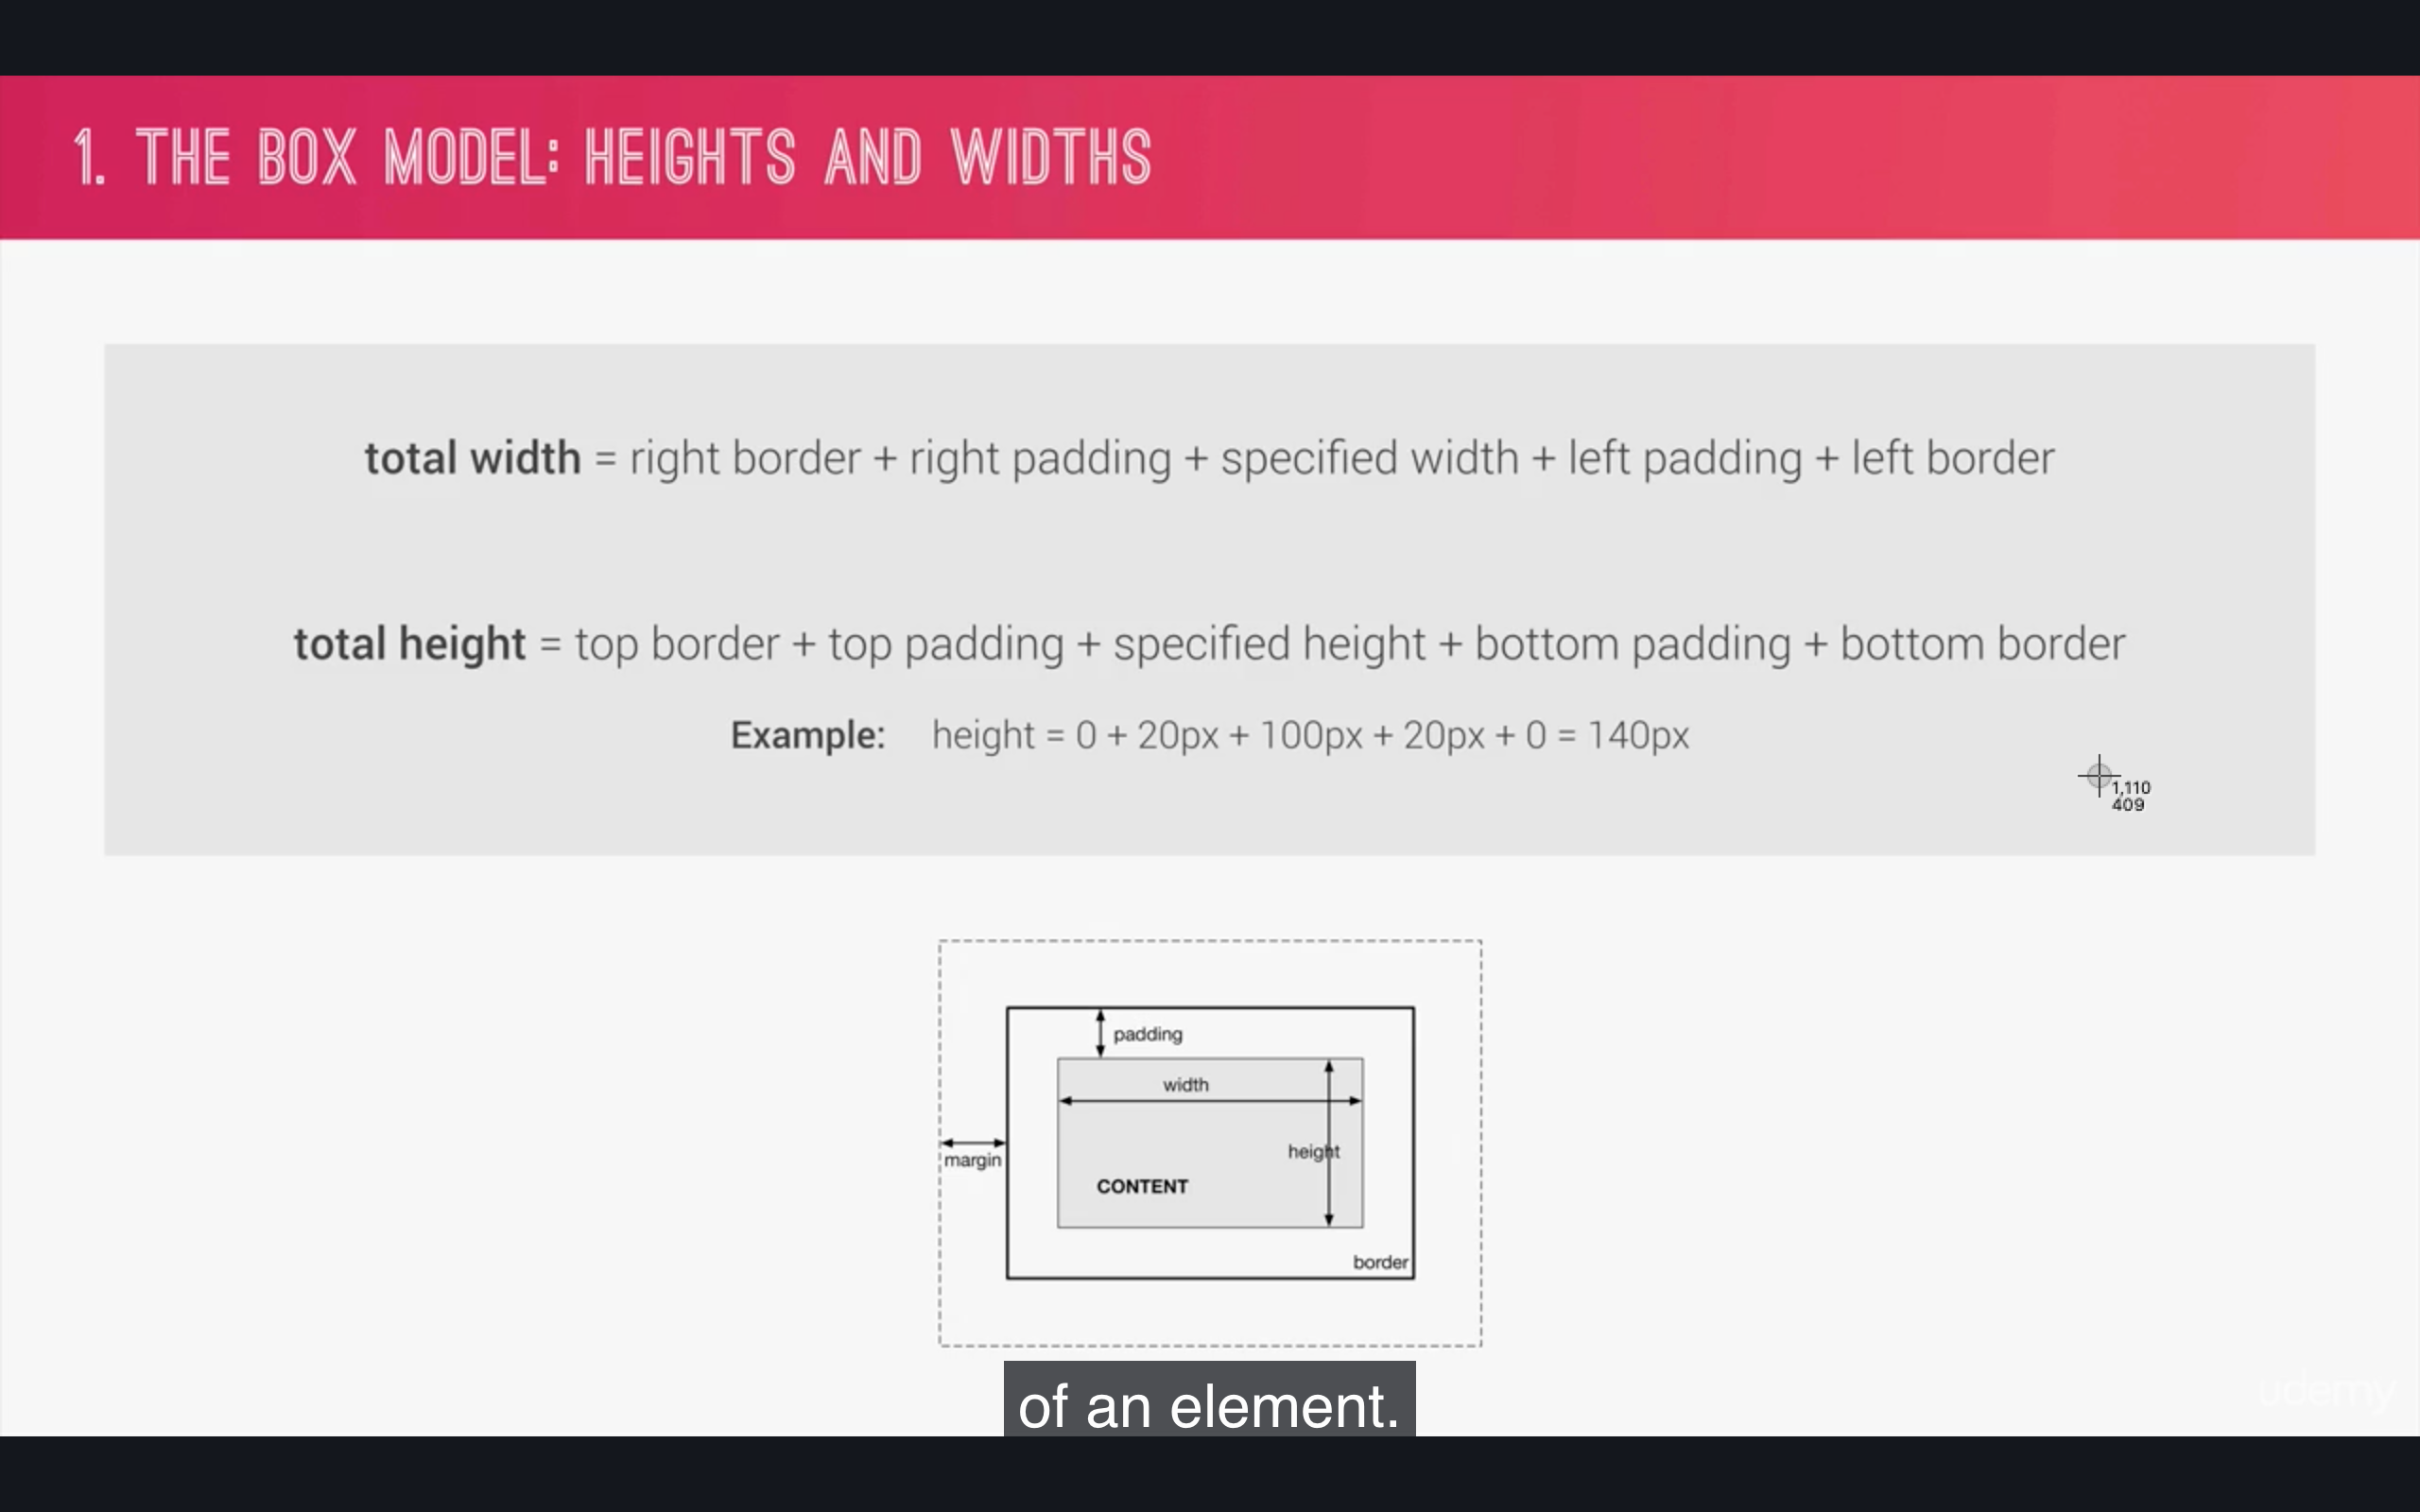 1. THE BOX MODEL: HEIGHTS AND WIDTHS
total width = right border + right padding + specified width + left padding + left border
total height = top border + top padding + specified height + bottom padding + bottom border
Example: height = 0 + 20px + 100px + 20px + 0 = 140px
1,110
409
padding
width
height
margin
CONTENT
border
of an element.
udemy